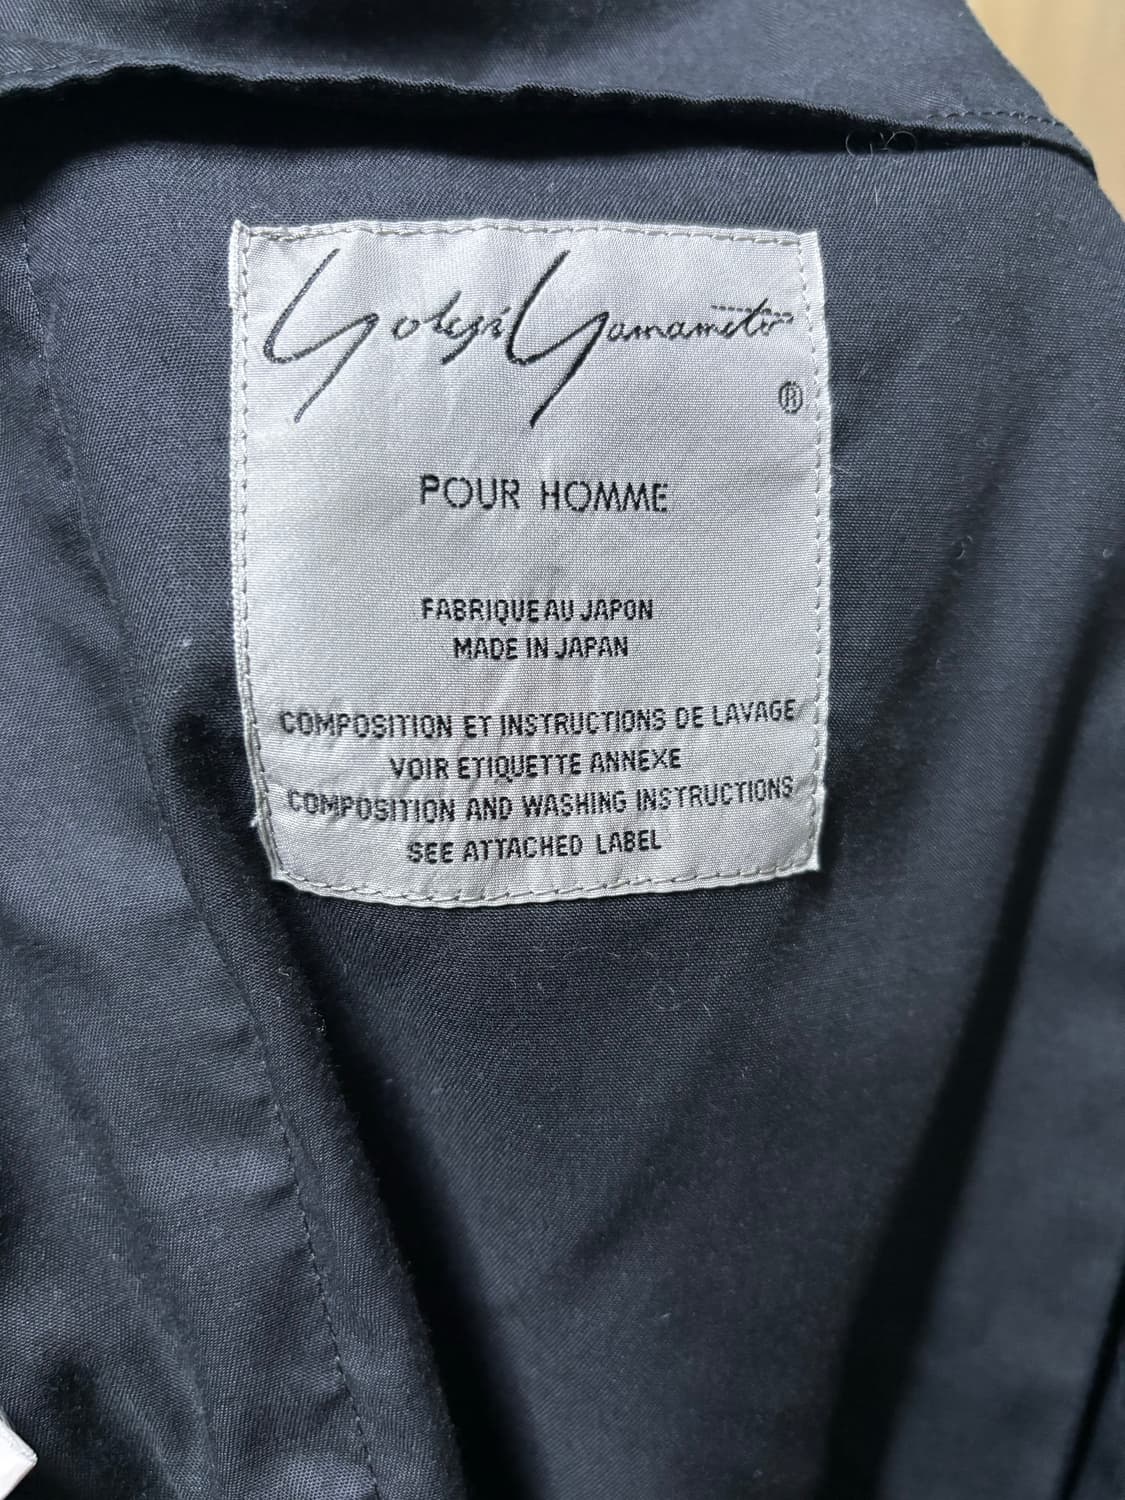 Yohji Yamamoto
®
POUR HOMME
FABRIQUE AU JAPON
MADE IN JAPAN
COMPOSITION ET INSTRUCTIONS DE LAVAGE
VOIR ETIQUETTE ANNEXE
COMPOSITION AND WASHING INSTRUCTIONS
SEE ATTACHED LABEL